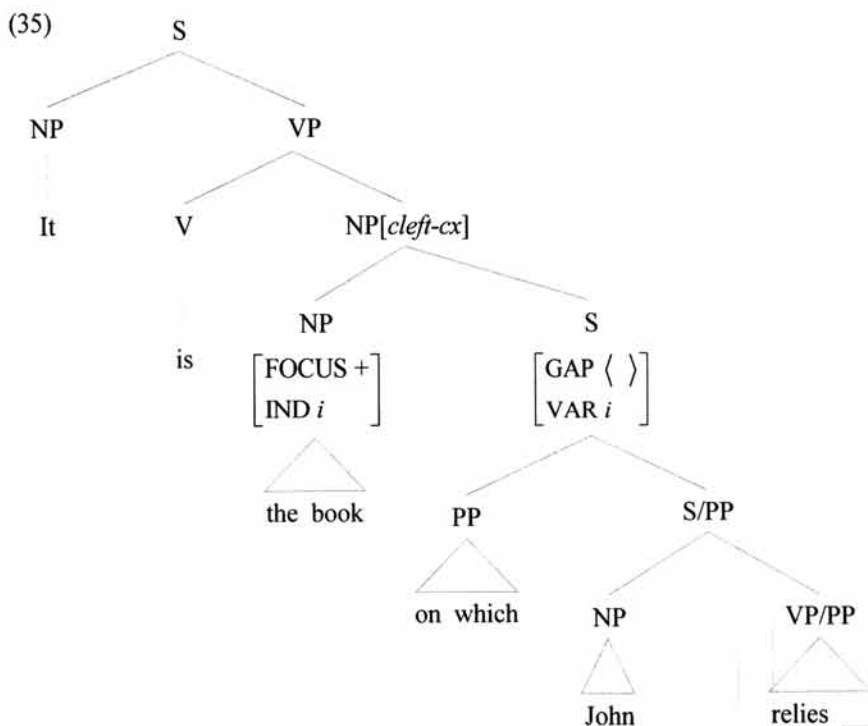 (35)
S
NP VP
It V NP[cleft-cx]
NP S
is [FOCUS + [GAP ⟨ ⟩
IND i] VAR i]
the book
PP S/PP
on which NP VP/PP
John relies